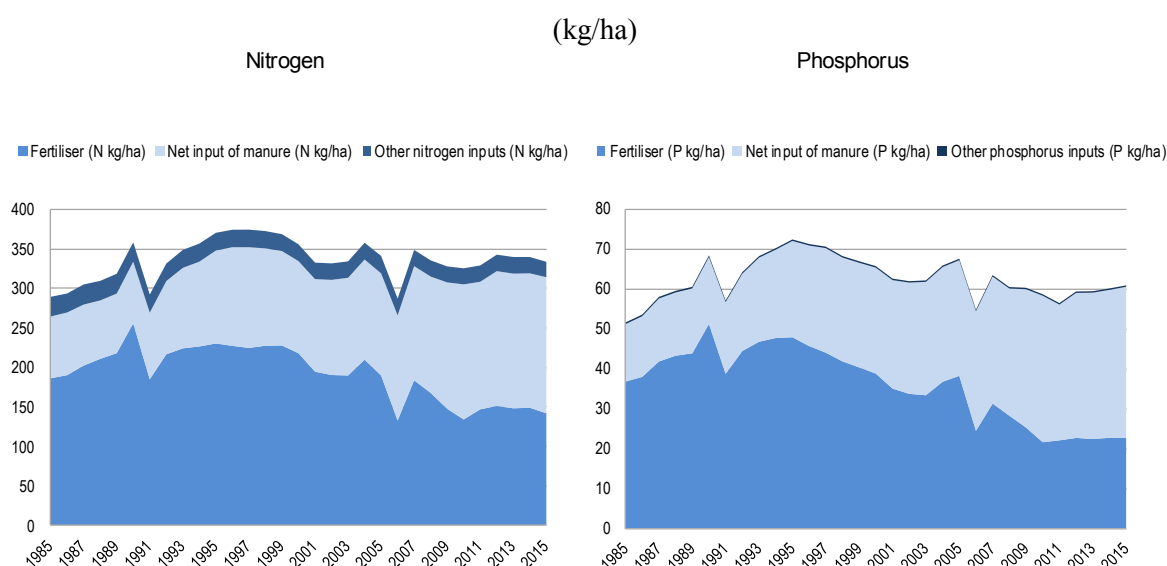 (kg/ha)
Nitrogen
Phosphorus
Fertiliser (N kg/ha) Net input of manure (N kg/ha) Other nitrogen inputs (N kg/ha)
Fertiliser (P kg/ha) Net input of manure (P kg/ha) Other phosphorus inputs (P kg/ha)
400
350
300
250
200
150
100
50
0
1985 1987 1989 1991 1993 1995 1997 1999 2001 2003 2005 2007 2009 2011 2013 2015
80
70
60
50
40
30
20
10
0
1985 1987 1989 1991 1993 1995 1997 1999 2001 2003 2005 2007 2009 2011 2013 2015